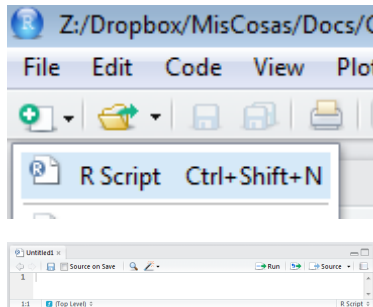 R Z:/Dropbox/MisCosas/Docs/
File Edit Code View Plo
R Script Ctrl+Shift+N
Untitled1 ×
Source on Save Run Source
1
1:1 (Top Level) R Script